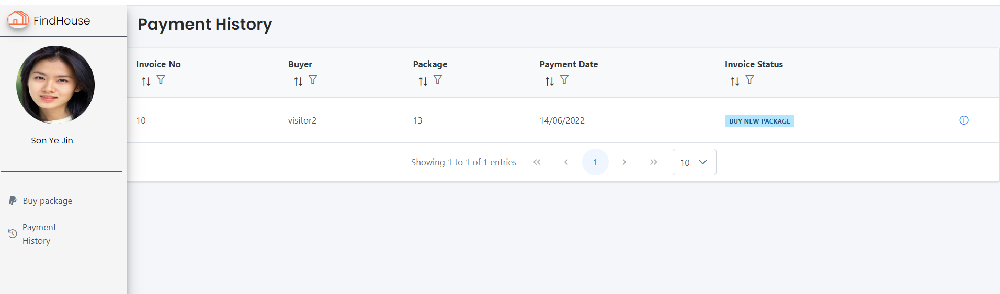 FindHouse
Payment History
Son Ye Jin
Buy package
Payment
History
Invoice No
Buyer
Package
Payment Date
Invoice Status
10
visitor2
13
14/06/2022
BUY NEW PACKAGE
Showing 1 to 1 of 1 entries
1
10